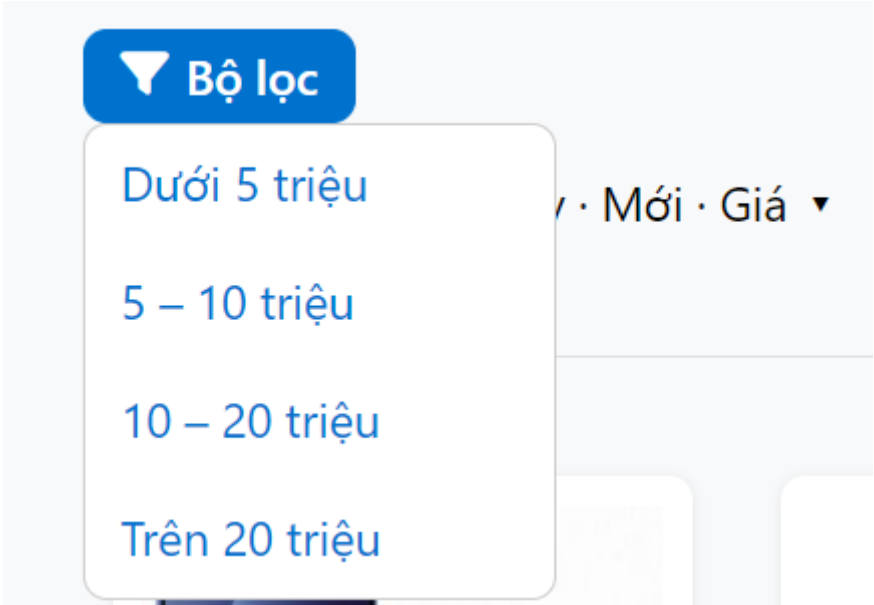 Bộ lọc
Dưới 5 triệu
· Mới · Giá ▼
5 – 10 triệu
10 – 20 triệu
Trên 20 triệu